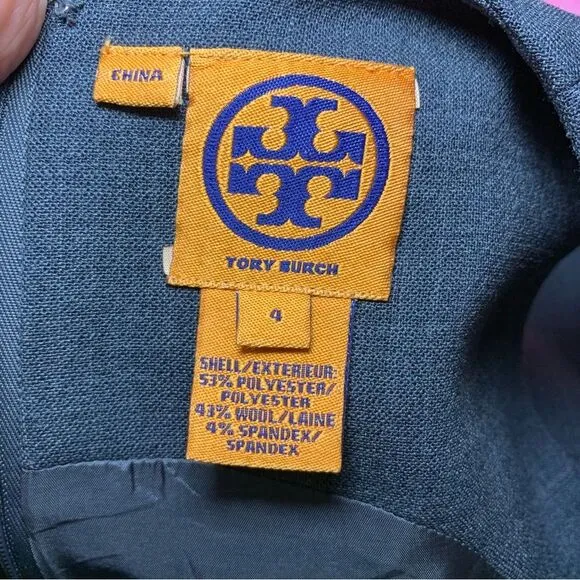 CHINA
TORY BURCH
4
SHELL/EXTERIEUR:
53% POLYESTER/
POLYESTER
43% WOOL/LAINE
4% SPANDEX/
SPANDEX